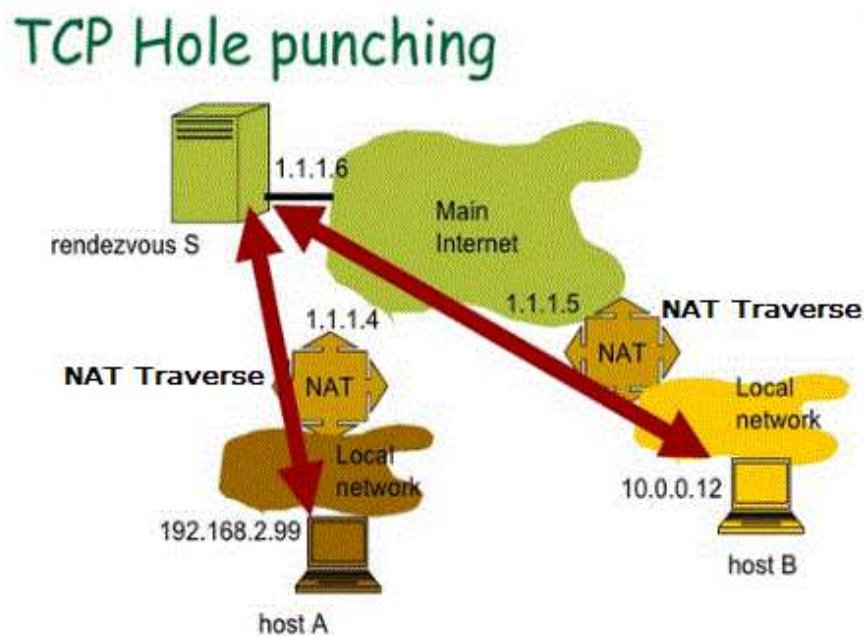 TCP Hole punching
1.1.1.6
rendezvous S
Main
Internet
1.1.1.5
NAT Traverse
NAT
1.1.1.4
NAT Traverse
NAT
Local
network
Local
network
10.0.0.12
192.168.2.99
host B
host A